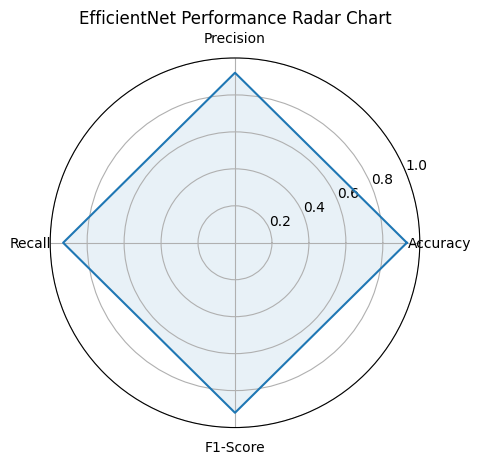 EfficientNet Performance Radar Chart
Precision
1.0
0.8
0.6
0.4
0.2
Recall
Accuracy
F1-Score